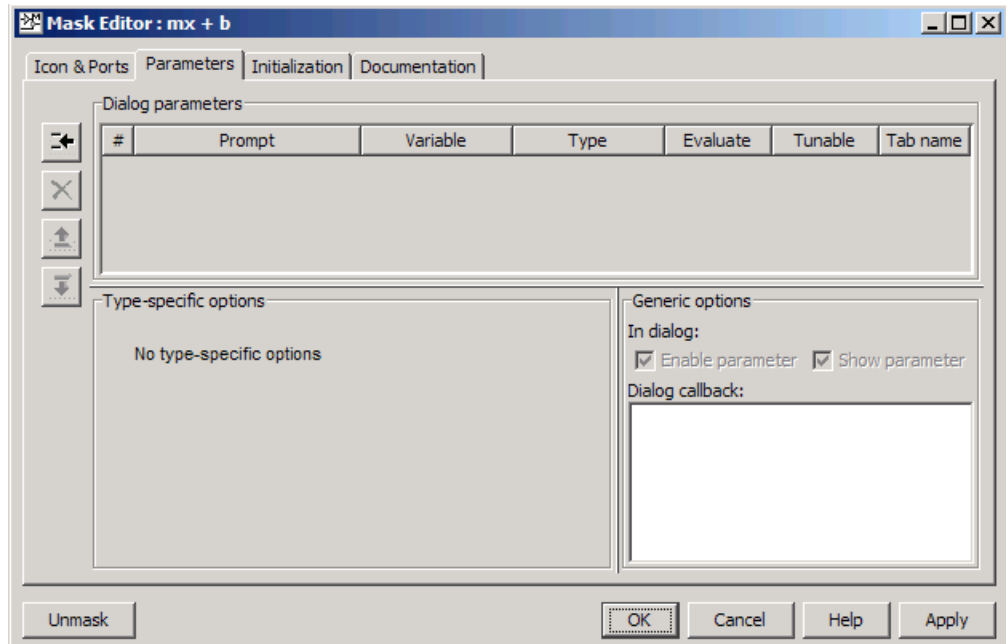 Mask Editor : mx + b
Icon & Ports Parameters Initialization Documentation
Dialog parameters
# Prompt Variable Type Evaluate Tunable Tab name
Type-specific options
No type-specific options
Generic options
In dialog:
Enable parameter Show parameter
Dialog callback:
Unmask OK Cancel Help Apply